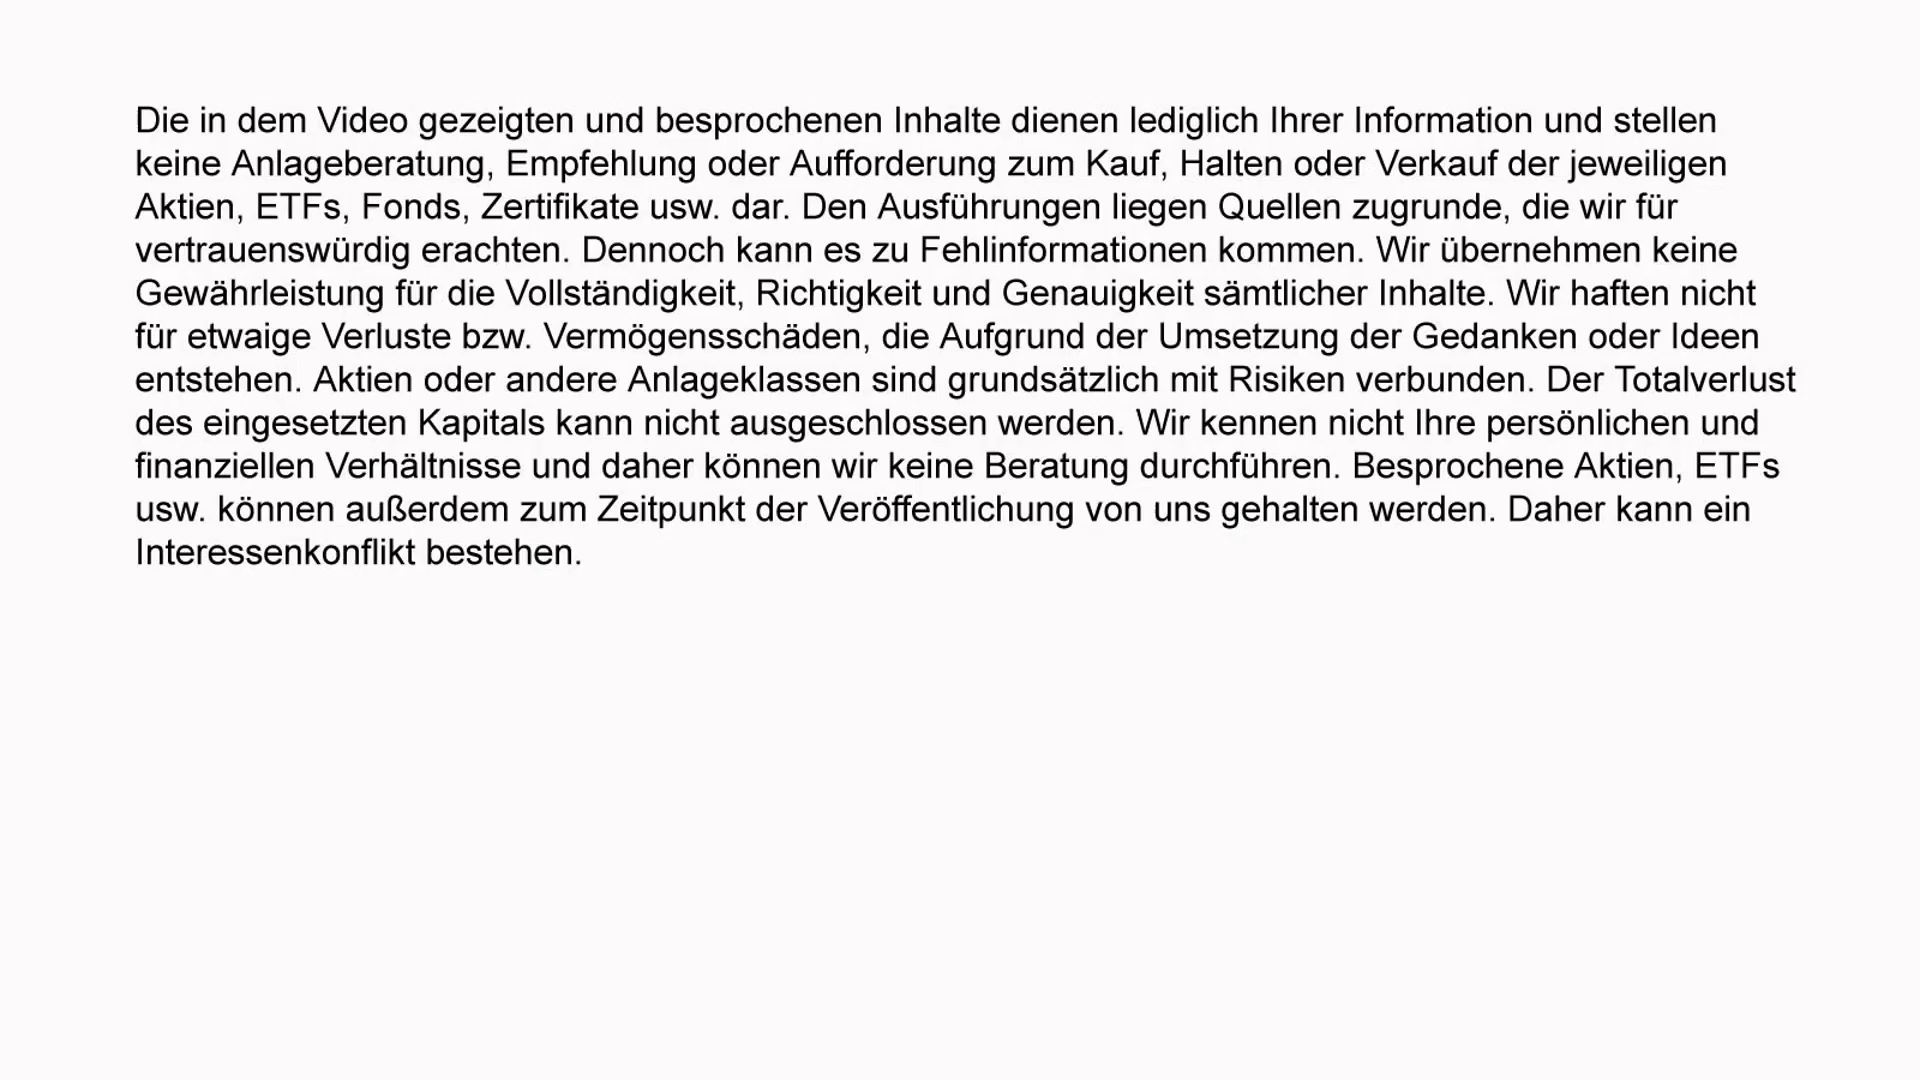 Die in dem Video gezeigten und besprochenen Inhalte dienen lediglich Ihrer Information und stellen
keine Anlageberatung, Empfehlung oder Aufforderung zum Kauf, Halten oder Verkauf der jeweiligen
Aktien, ETFs, Fonds, Zertifikate usw. dar. Den Ausführungen liegen Quellen zugrunde, die wir für
vertrauenswürdig erachten. Dennoch kann es zu Fehlinformationen kommen. Wir übernehmen keine
Gewährleistung für die Vollständigkeit, Richtigkeit und Genauigkeit sämtlicher Inhalte. Wir haften nicht
für etwaige Verluste bzw. Vermögensschäden, die Aufgrund der Umsetzung der Gedanken oder Ideen
entstehen. Aktien oder andere Anlageklassen sind grundsätzlich mit Risiken verbunden. Der Totalverlust
des eingesetzten Kapitals kann nicht ausgeschlossen werden. Wir kennen nicht Ihre persönlichen und
finanziellen Verhältnisse und daher können wir keine Beratung durchführen. Besprochene Aktien, ETFs
usw. können außerdem zum Zeitpunkt der Veröffentlichung von uns gehalten werden. Daher kann ein
Interessenkonflikt bestehen.